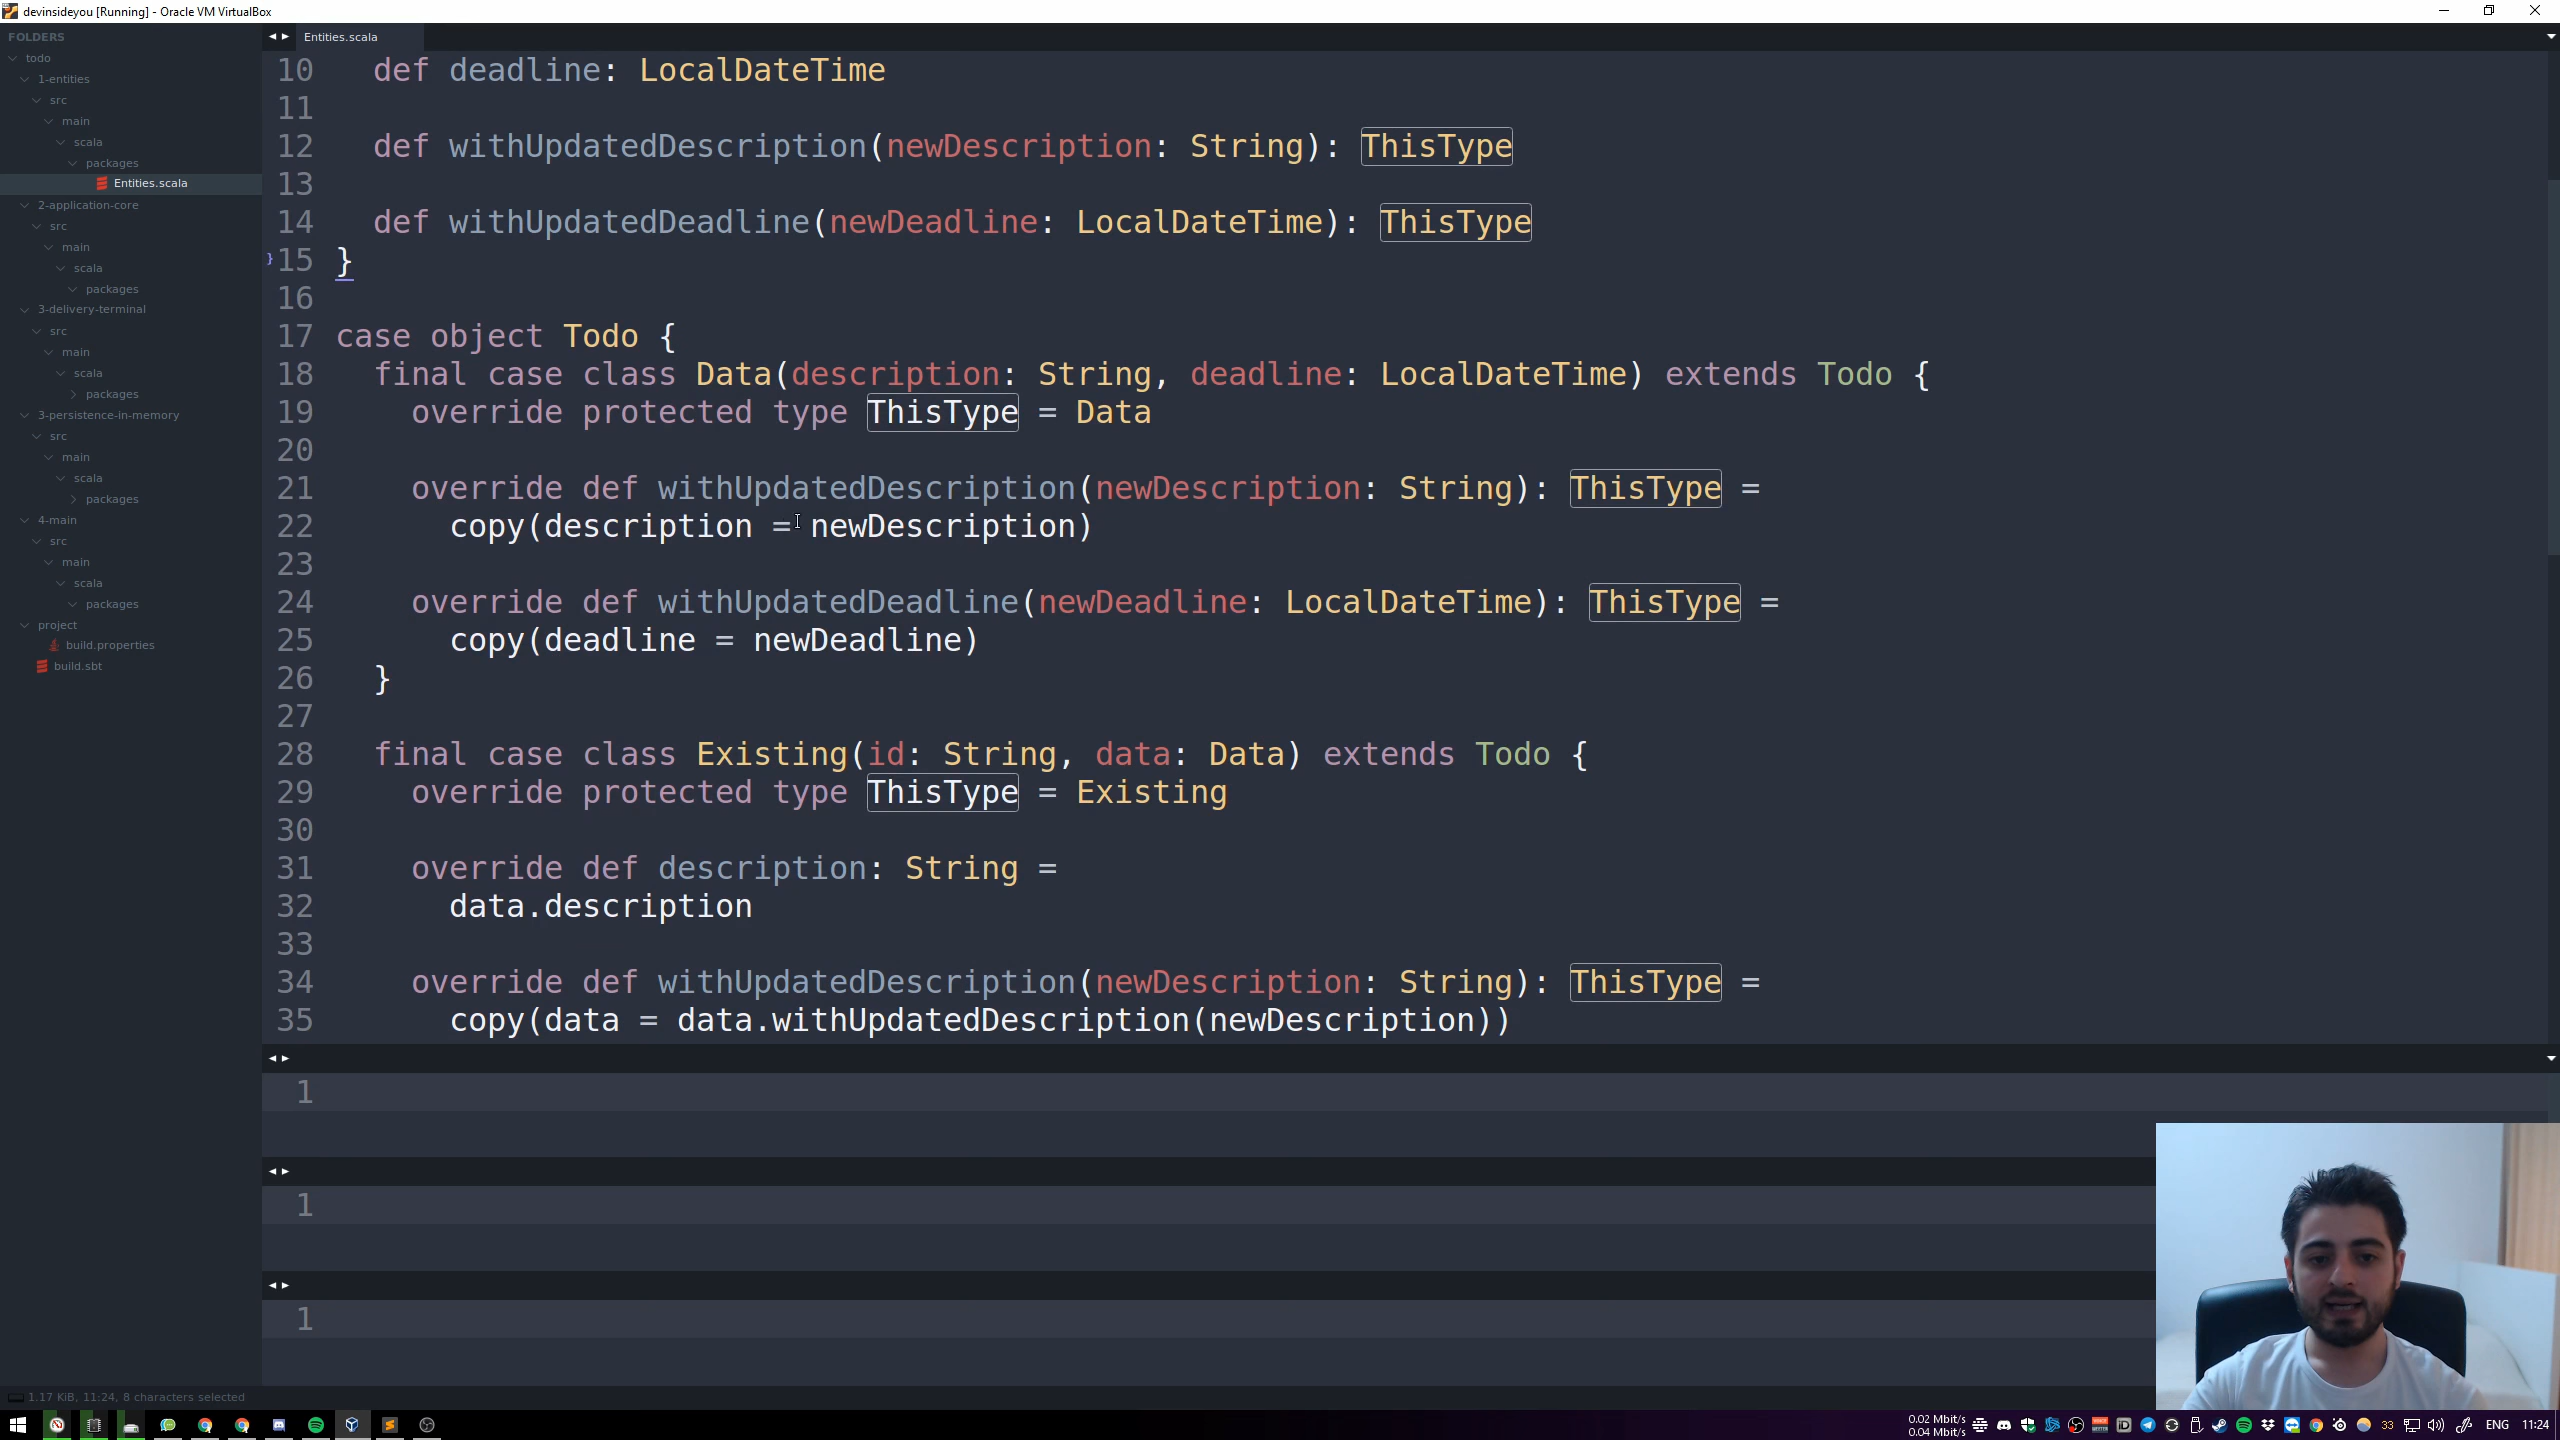 devinsideyou [Running] - Oracle VM VirtualBox
FOLDERS
todo
1-entities
src
main
scala
packages
Entities.scala
2-application-core
src
main
scala
packages
3-delivery-terminal
src
main
scala
packages
3-persistence-in-memory
src
main
scala
packages
4-main
src
main
scala
packages
project
build.properties
build.sbt
Entities.scala
10 def deadline: LocalDateTime
11
12 def withUpdatedDescription(newDescription: String): ThisType
13
14 def withUpdatedDeadline(newDeadline: LocalDateTime): ThisType
} 15 }
16
17 case object Todo {
18 final case class Data(description: String, deadline: LocalDateTime) extends Todo {
19 override protected type ThisType = Data
20
21 override def withUpdatedDescription(newDescription: String): ThisType =
22 copy(description = newDescription)
23
24 override def withUpdatedDeadline(newDeadline: LocalDateTime): ThisType =
25 copy(deadline = newDeadline)
26 }
27
28 final case class Existing(id: String, data: Data) extends Todo {
29 override protected type ThisType = Existing
30
31 override def description: String =
32 data.description
33
34 override def withUpdatedDescription(newDescription: String): ThisType =
35 copy(data = data.withUpdatedDescription(newDescription))
1
1
1
1.17 KiB, 11:24, 8 characters selected
0.02 Mbit/s
0.04 Mbit/s
33
ENG
11:24